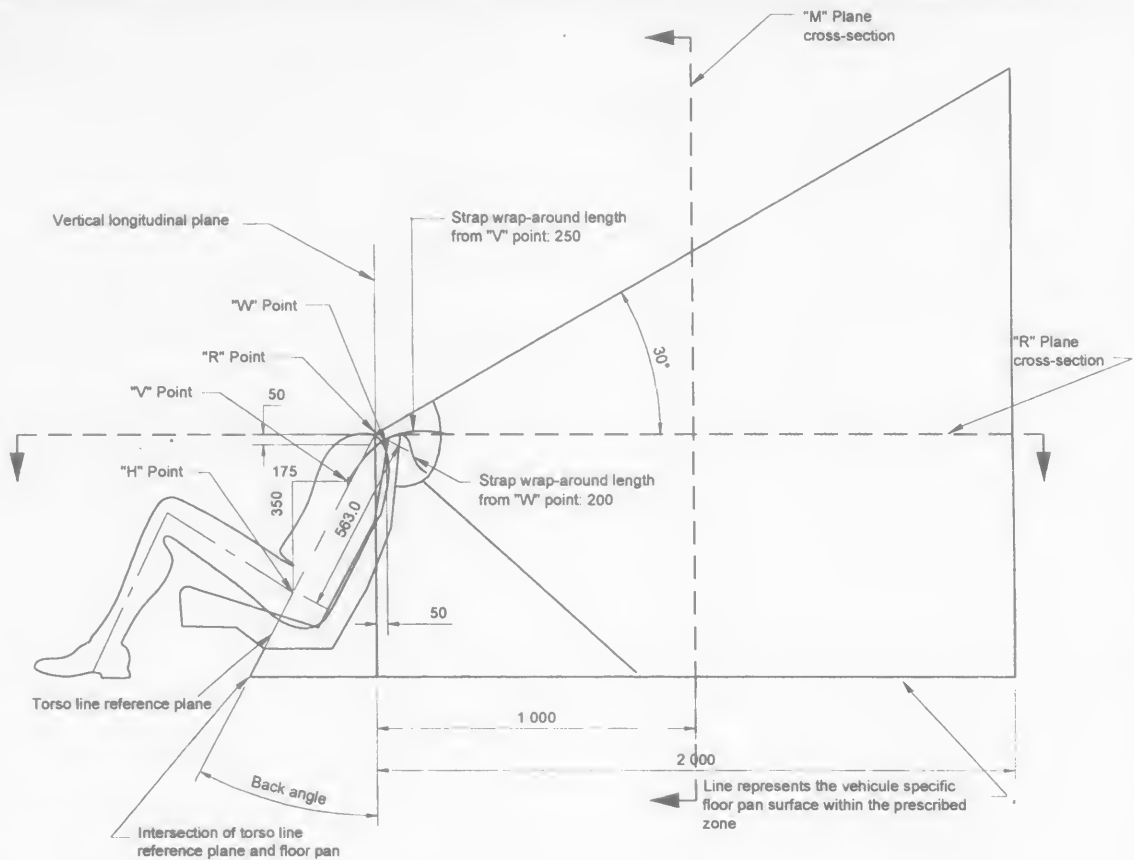 "M" Plane
cross-section
Vertical longitudinal plane
Strap wrap-around length
from "V" point: 250
"W" Point
"R" Point
"V" Point
50
30°
"R" Plane
cross-section
"H" Point
175
350
563.0
Strap wrap-around length
from "W" point: 200
50
Torso line reference plane
1 000
2 000
Back angle
Line represents the vehicule specific
floor pan surface within the prescribed
zone
Intersection of torso line
reference plane and floor pan